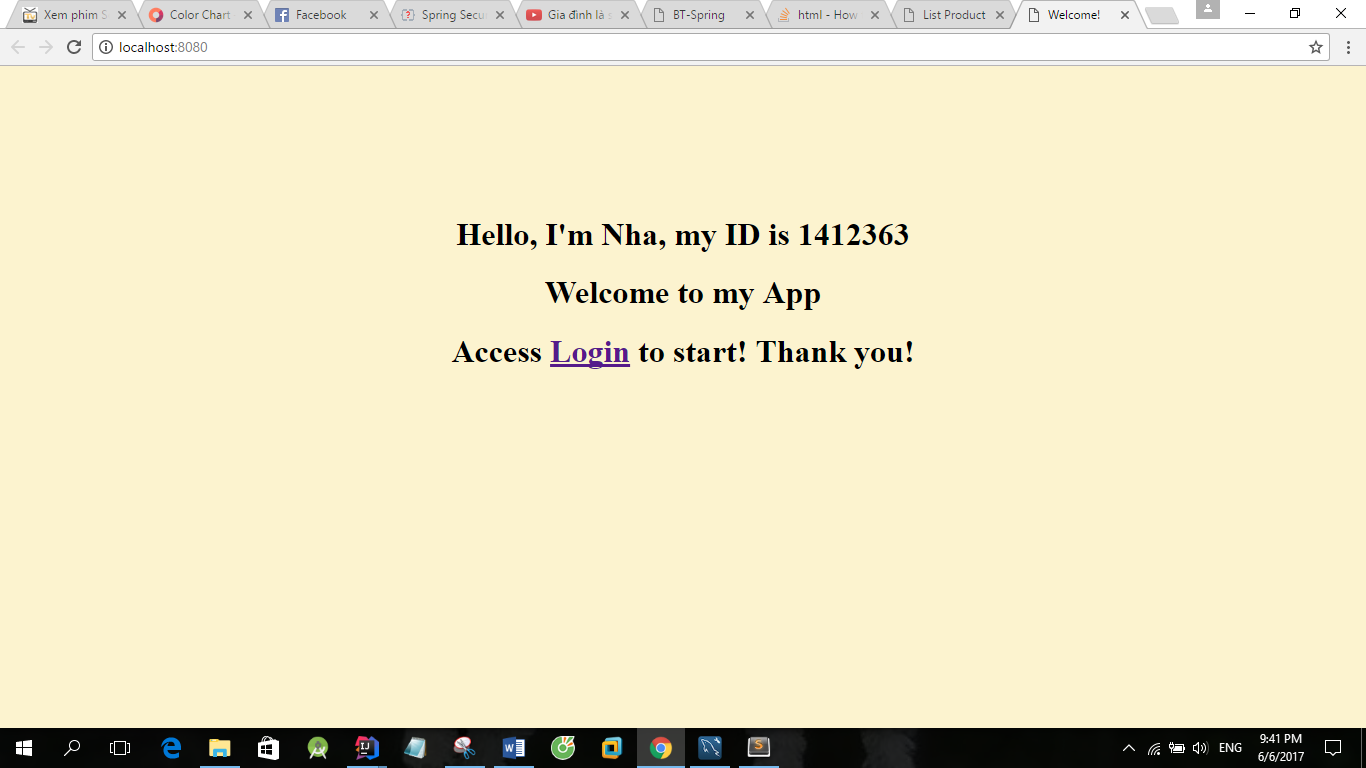 Xem phim S
Color Chart
Facebook
Spring Secu
Gia đình là s
BT-Spring
html - How
List Product
Welcome!
localhost:8080
Hello, I'm Nha, my ID is 1412363
Welcome to my App
Access Login to start! Thank you!
ENG
9:41 PM
6/6/2017